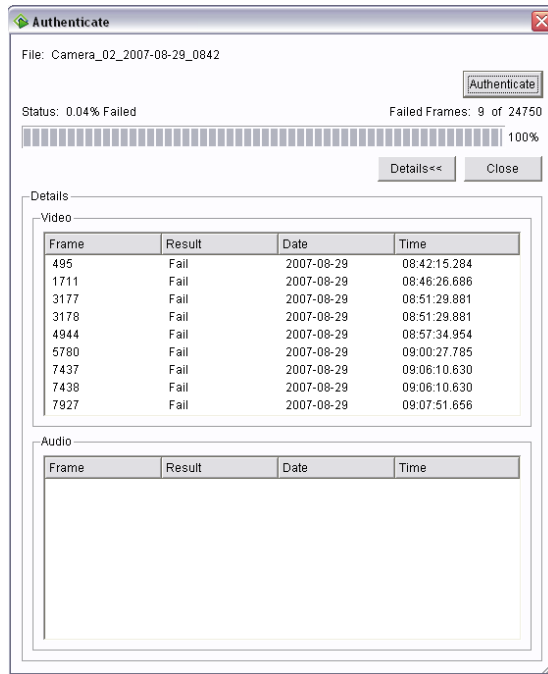 Authenticate
File: Camera_02_2007-08-29_0842
Authenticate
Status: 0.04% Failed Failed Frames: 9 of 24750
100%
Details<< Close
Details
Video
Frame Result Date Time
495 Fail 2007-08-29 08:42:15.284
1711 Fail 2007-08-29 08:46:26.686
3177 Fail 2007-08-29 08:51:29.881
3178 Fail 2007-08-29 08:51:29.881
4944 Fail 2007-08-29 08:57:34.954
5780 Fail 2007-08-29 09:00:27.785
7437 Fail 2007-08-29 09:06:10.630
7438 Fail 2007-08-29 09:06:10.630
7927 Fail 2007-08-29 09:07:51.656
Audio
Frame Result Date Time